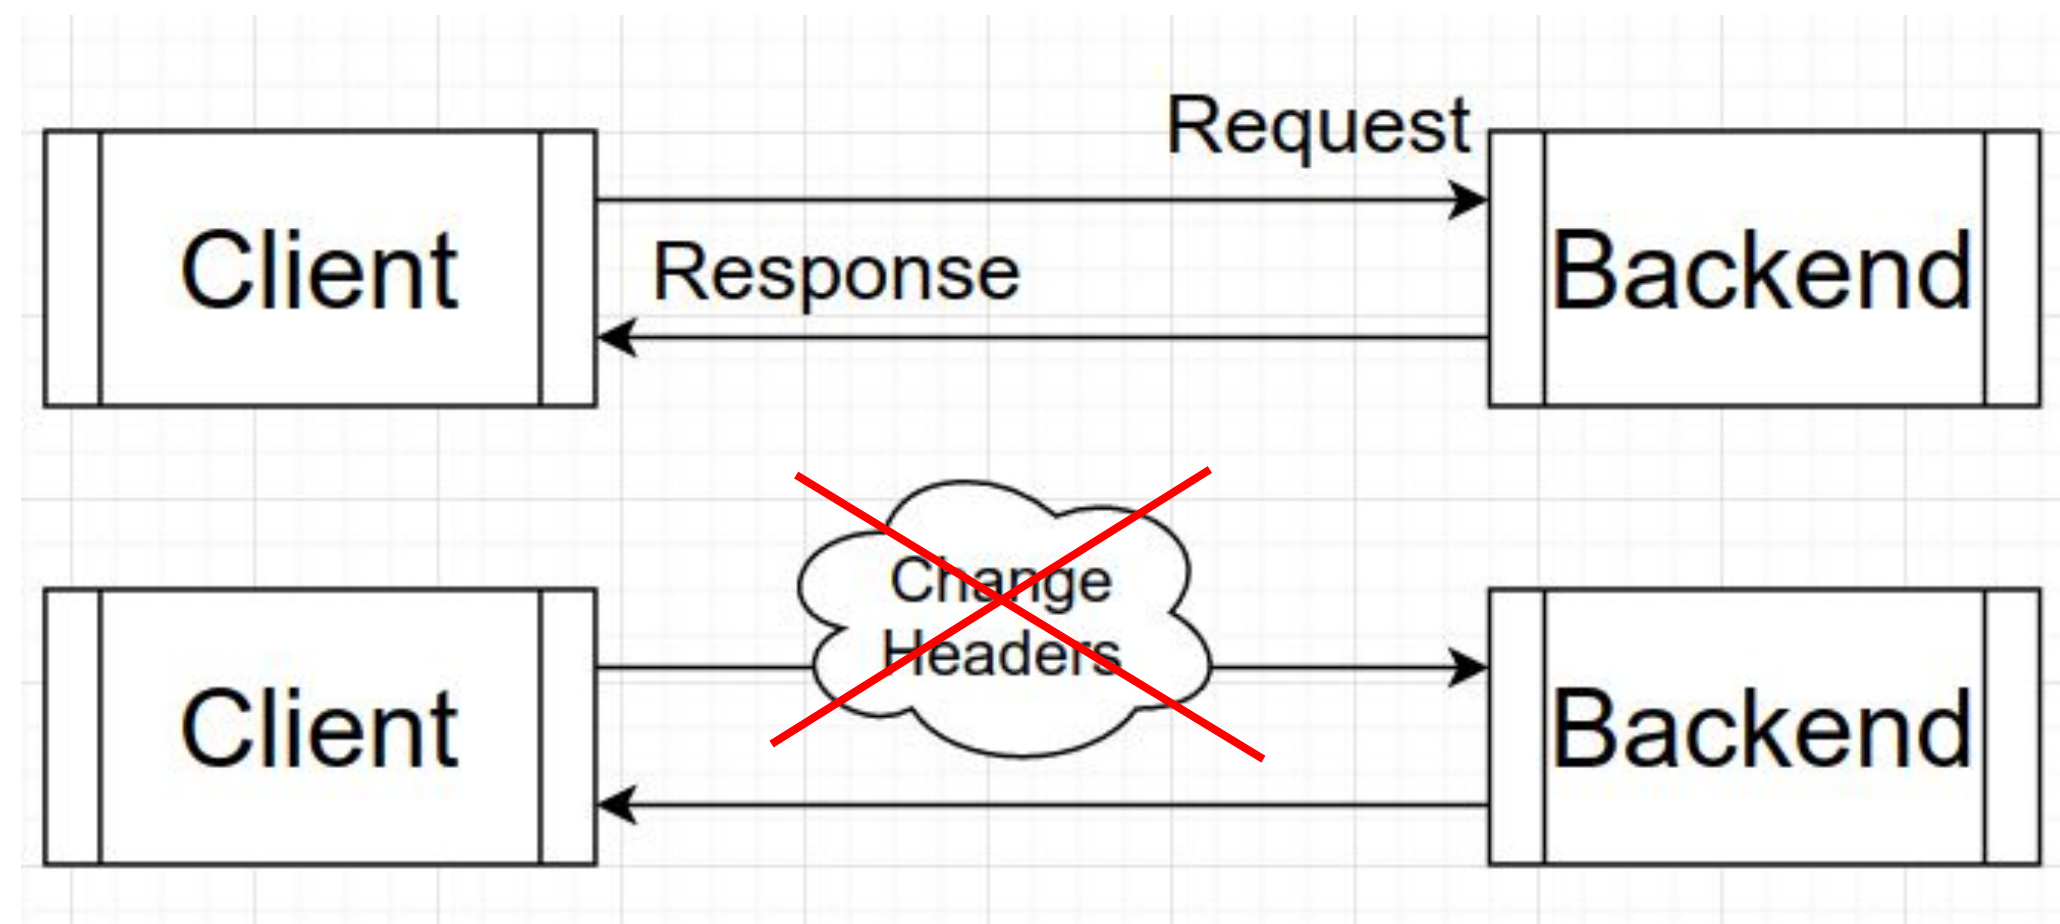 Request
Client
Backend
Response
Change
Headers
Client
Backend